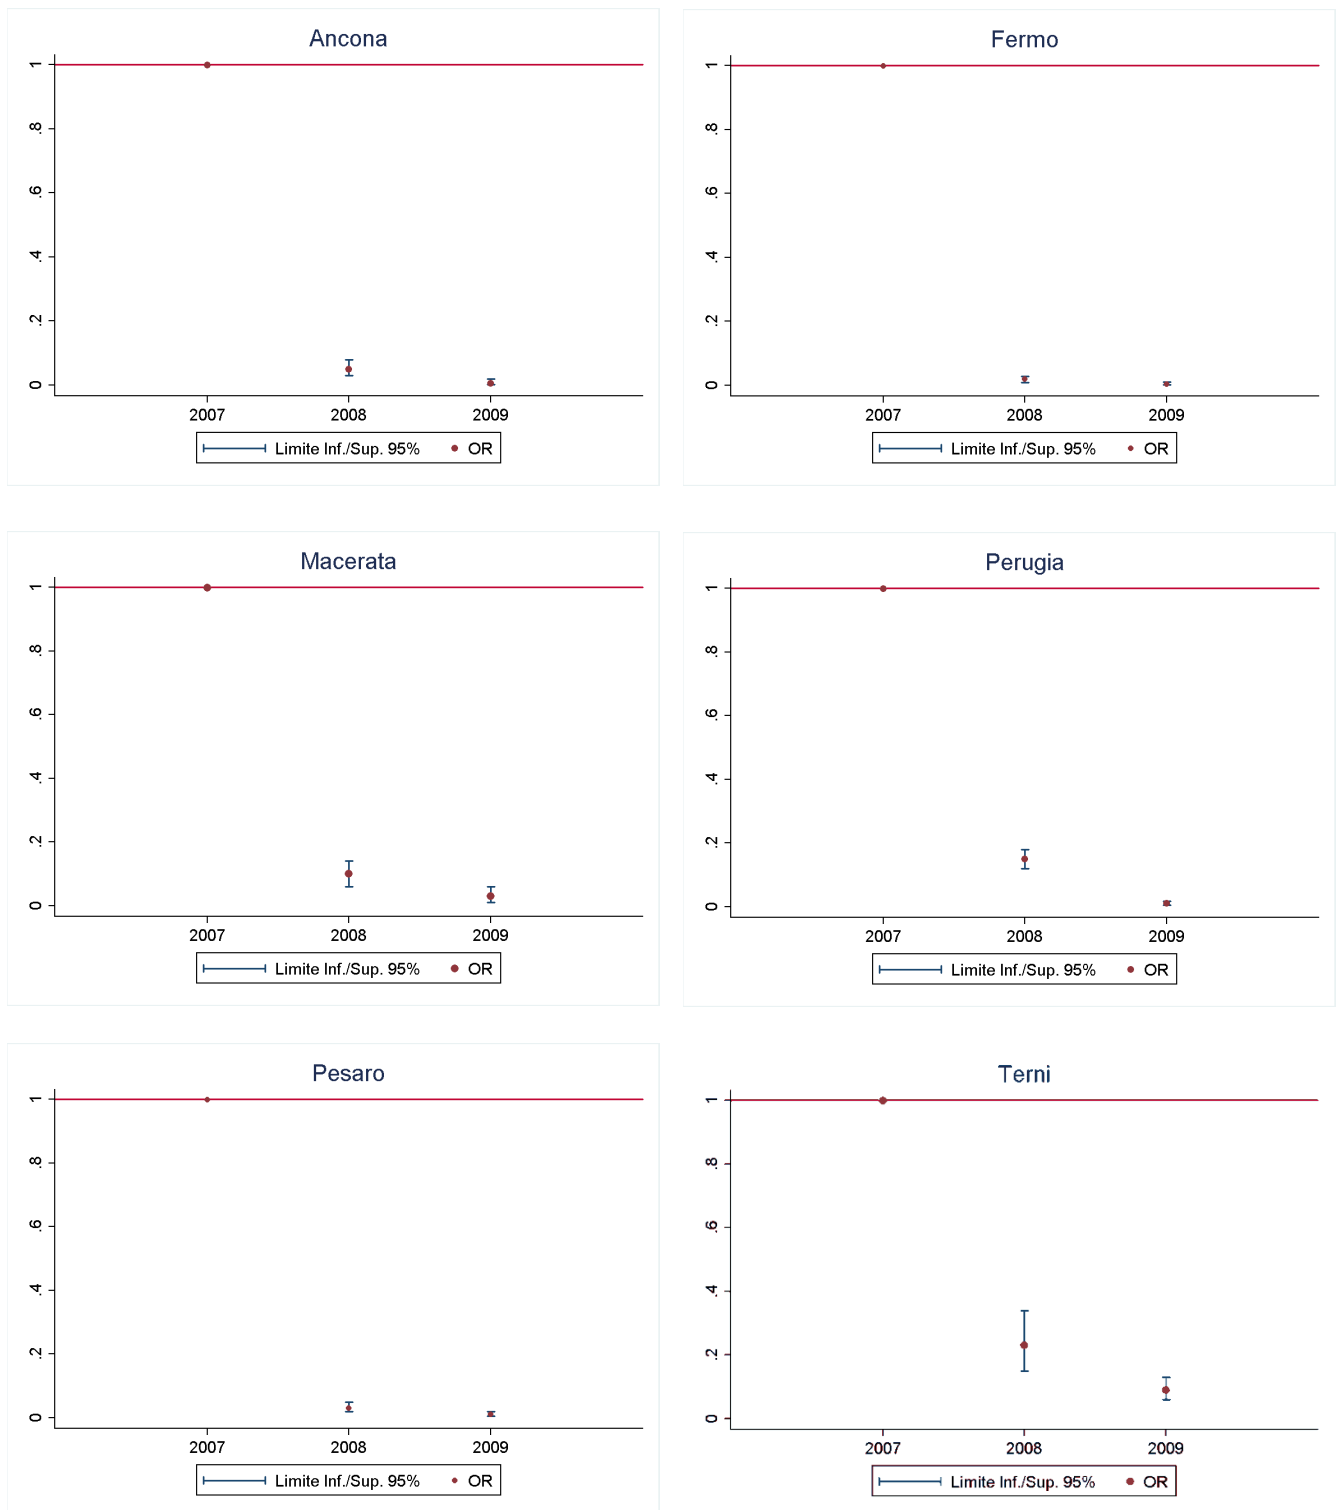 Ancona
1
.8
.6
.4
.2
0
2007 2008 2009
Limite Inf./Sup. 95% OR
Fermo
1
.8
.6
.4
.2
0
2007 2008 2009
Limite Inf./Sup. 95% OR
Macerata
1
.8
.6
.4
.2
0
2007 2008 2009
Limite Inf./Sup. 95% OR
Perugia
1
.8
.6
.4
.2
0
2007 2008 2009
Limite Inf./Sup. 95% OR
Pesaro
1
.8
.6
.4
.2
0
2007 2008 2009
Limite Inf./Sup. 95% OR
Terni
1
.8
.6
.4
.2
0
2007 2008 2009
Limite Inf./Sup. 95% OR